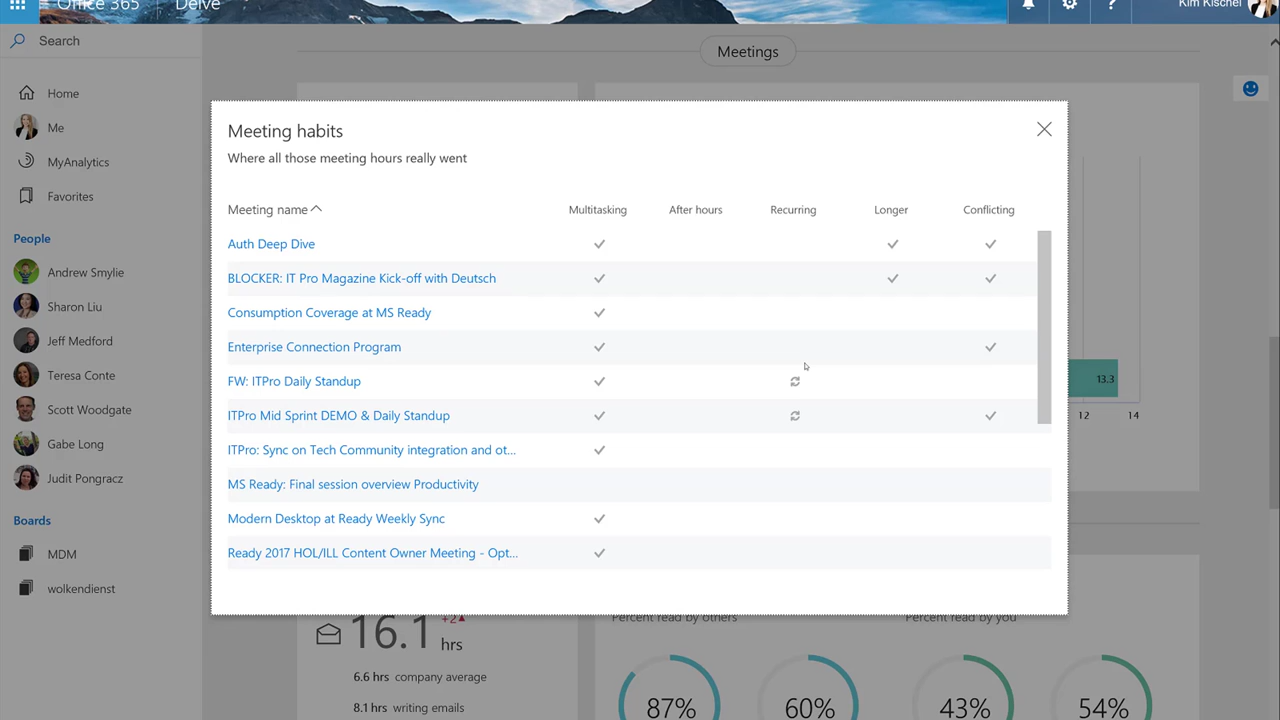 Office 365 Delve Kim Kischel
Search
Home
Me
MyAnalytics
Favorites
People
Andrew Smylie
Sharon Liu
Jeff Medford
Teresa Conte
Scott Woodgate
Gabe Long
Judit Pongracz
Boards
MDM
wolkendienst
Meetings
Meeting habits
Where all those meeting hours really went
Meeting name Multitasking After hours Recurring Longer Conflicting
Auth Deep Dive
BLOCKER: IT Pro Magazine Kick-off with Deutsch
Consumption Coverage at MS Ready
Enterprise Connection Program
FW: ITPro Daily Standup
ITPro Mid Sprint DEMO & Daily Standup
ITPro: Sync on Tech Community integration and ot...
MS Ready: Final session overview Productivity
Modern Desktop at Ready Weekly Sync
Ready 2017 HOL/ILL Content Owner Meeting - Opt...
13.3
12 14
16.1 +2 hrs
6.6 hrs company average
8.1 hrs writing emails
Percent read by others Percent read by you
87% 60% 43% 54%